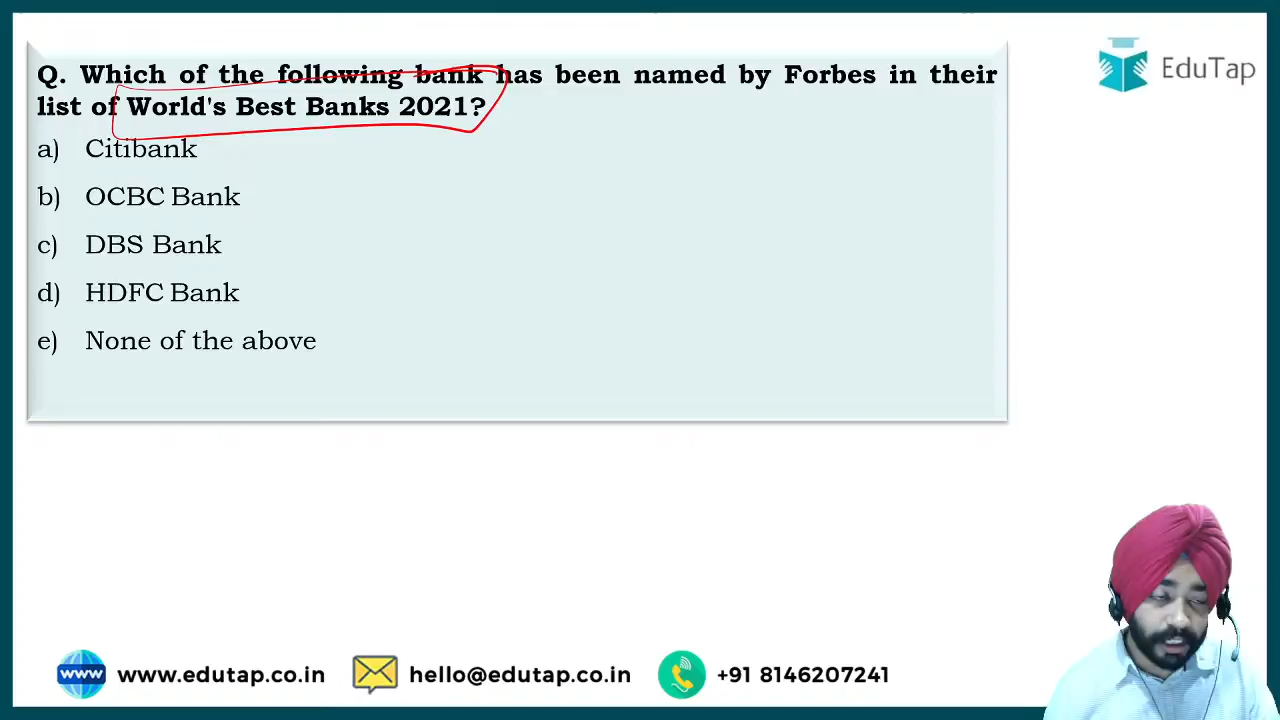 Q. Which of the following bank has been named by Forbes in their
list of World's Best Banks 2021?
a) Citibank
b) OCBC Bank
c) DBS Bank
d) HDFC Bank
e) None of the above
EduTap
www www.edutap.co.in hello@edutap.co.in +91 8146207241